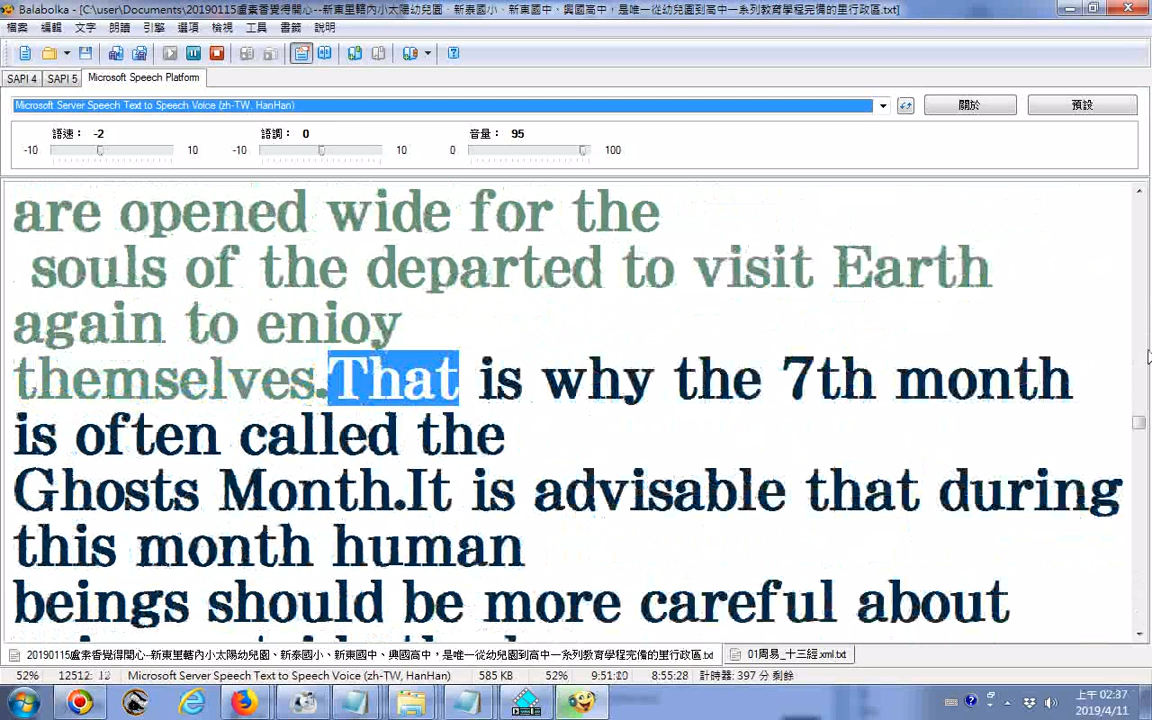 Balabolka - [C:\user\Documents\20190115盧素香覺得開心--新東里轄內小太陽幼兒園、新泰國小、新東國中、興國高中，是唯一從幼兒園到高中一系列教育學程完備的里行政區.txt]
檔案 編輯 文字 朗讀 引擎 選項 檢視 工具 書籤 說明
SAPI 4 SAPI 5 Microsoft Speech Platform
Microsoft Server Speech Text to Speech Voice (zh-TW, HanHan) 關於 預設
語速： -2 語調： 0 音量： 95
-10 10 -10 10 0 100
are opened wide for the
souls of the departed to visit Earth
again to enjoy
themselves.That is why the 7th month
is often called the
Ghosts Month.It is advisable that during
this month human
beings should be more careful about
20190115盧素香覺得開心--新東里轄內小太陽幼兒園、新泰國小、新東國中、興國高中，是唯一從幼兒園到高中一系列教育學程完備的里行政區.txt 01周易_十三經.xml.txt
52% Microsoft Server Speech Text to Speech Voice (zh-TW, HanHan) 585 KB 52% 8:55:28 計時器：397 分 剩餘
上午 02:37
2019/4/11